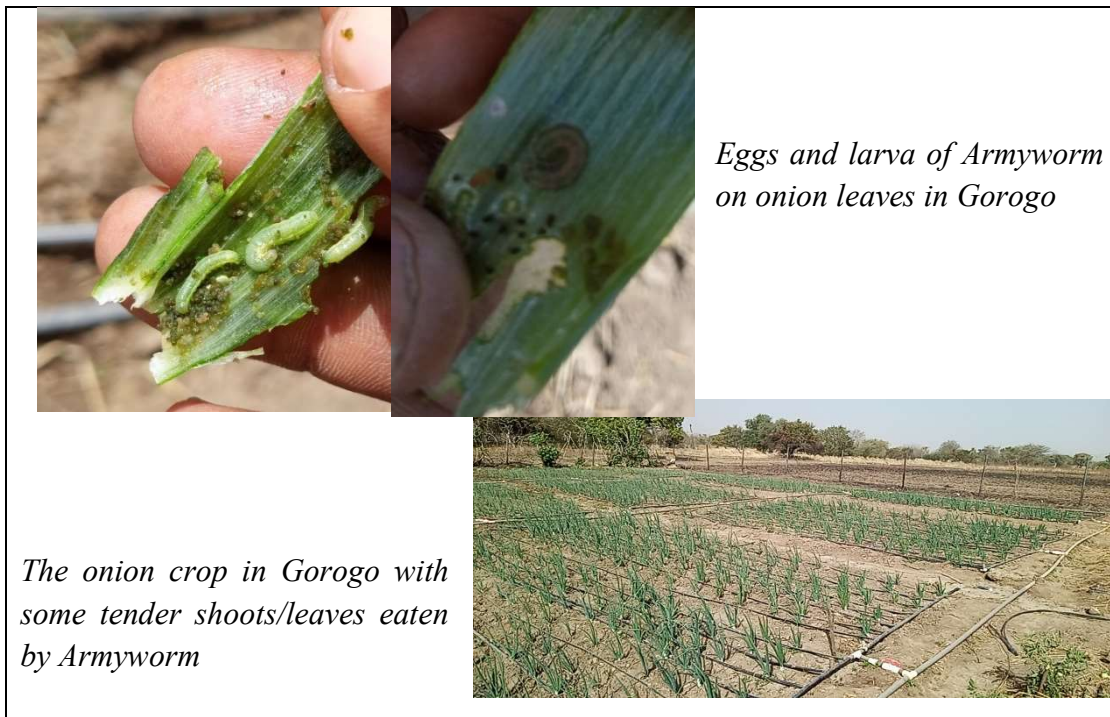 Eggs and larva of Armyworm
on onion leaves in Gorogo
The onion crop in Gorogo with
some tender shoots/leaves eaten
by Armyworm